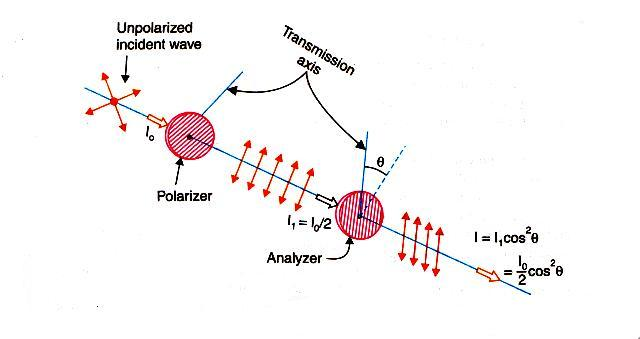 Unpolarized
incident wave
Transmission
axis
I₀
θ
Polarizer
I₁ = I₀/2
Analyzer
I = I₁cos²θ
= I₀/2 cos²θ